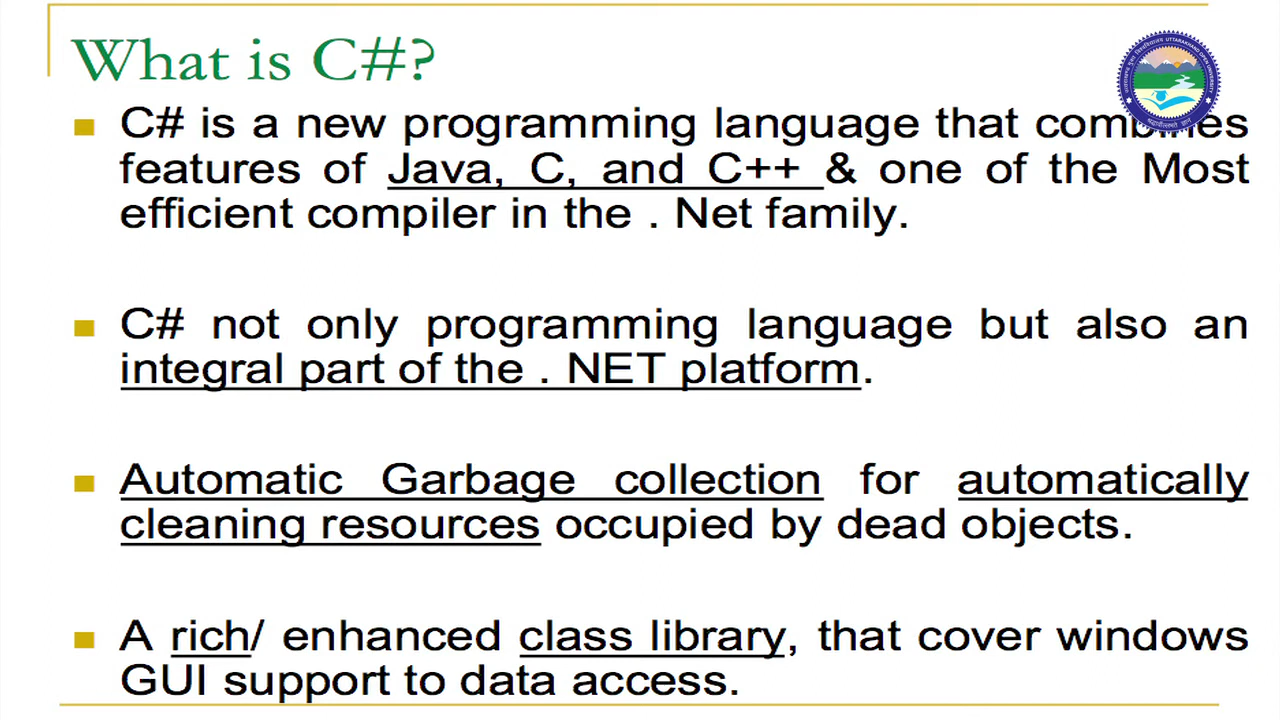 What is C#?
C# is a new programming language that combines
features of Java, C, and C++ & one of the Most
efficient compiler in the . Net family.
C# not only programming language but also an
integral part of the . NET platform.
Automatic Garbage collection for automatically
cleaning resources occupied by dead objects.
A rich/ enhanced class library, that cover windows
GUI support to data access.
UTTARAKHAND OPEN UNIVERSITY